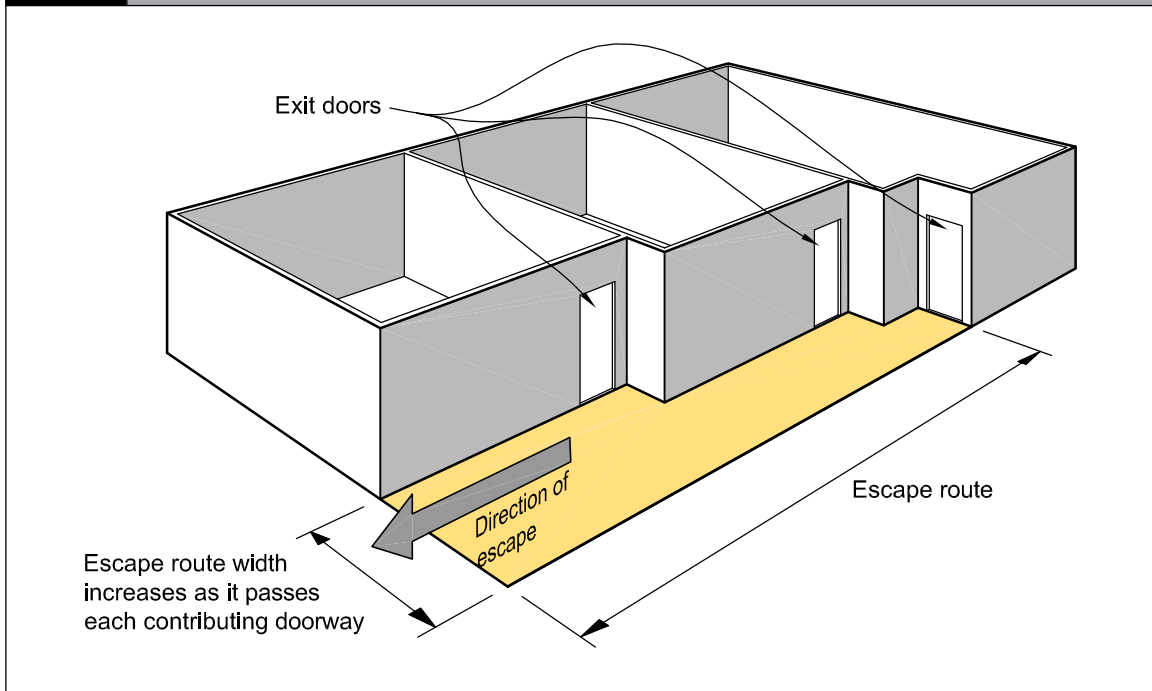 Exit doors
Direction of
escape
Escape route
Escape route width
increases as it passes
each contributing doorway